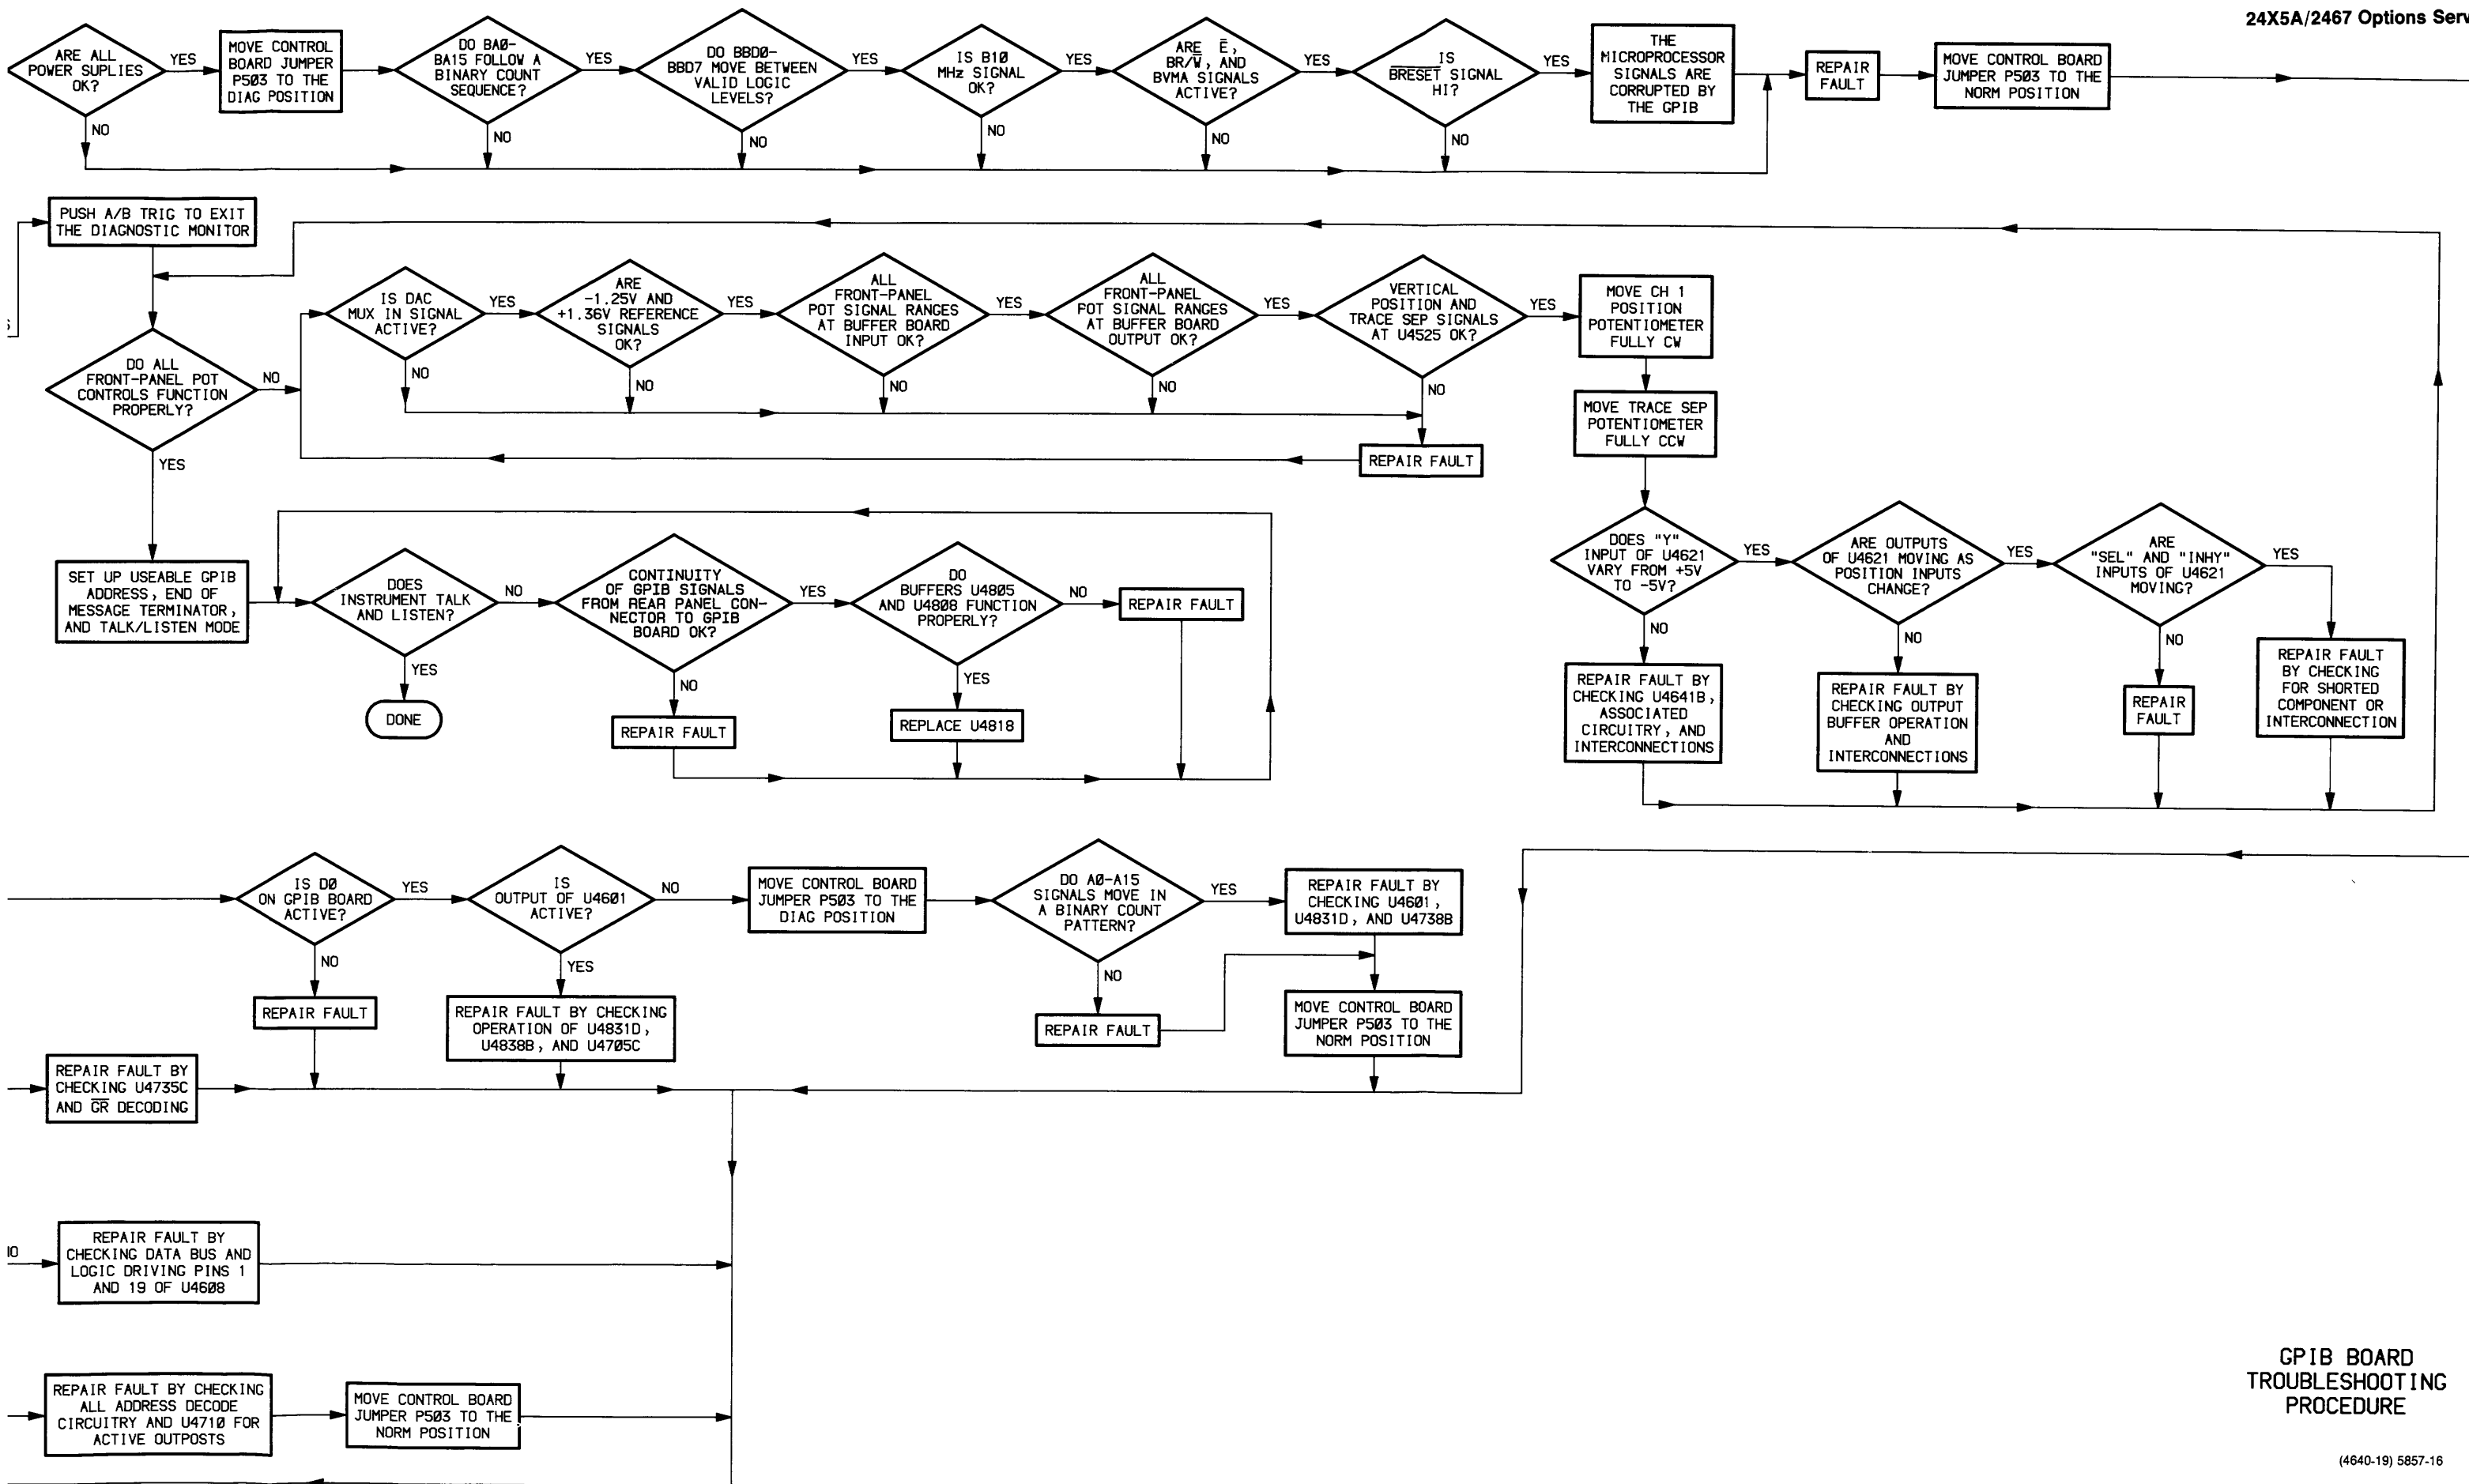 24X5A/2467 Options Serv
ARE ALL
POWER SUPLIES
OK?
YES
NO
MOVE CONTROL
BOARD JUMPER
P503 TO THE
DIAG POSITION
DO BA0-
BA15 FOLLOW A
BINARY COUNT
SEQUENCE?
YES
NO
DO BBD0-
BBD7 MOVE BETWEEN
VALID LOGIC
LEVELS?
YES
NO
IS B10
MHz SIGNAL
OK?
YES
NO
ARE E̅,
BR/W̅, AND
BVMA SIGNALS
ACTIVE?
YES
NO
IS
B̅R̅E̅S̅E̅T̅ SIGNAL
HI?
YES
NO
THE
MICROPROCESSOR
SIGNALS ARE
CORRUPTED BY
THE GPIB
REPAIR
FAULT
MOVE CONTROL BOARD
JUMPER P503 TO THE
NORM POSITION
PUSH A/B TRIG TO EXIT
THE DIAGNOSTIC MONITOR
DO ALL
FRONT-PANEL POT
CONTROLS FUNCTION
PROPERLY?
NO
YES
IS DAC
MUX IN SIGNAL
ACTIVE?
YES
NO
ARE
-1.25V AND
+1.36V REFERENCE
SIGNALS
OK?
YES
NO
ALL
FRONT-PANEL
POT SIGNAL RANGES
AT BUFFER BOARD
INPUT OK?
YES
NO
ALL
FRONT-PANEL
POT SIGNAL RANGES
AT BUFFER BOARD
OUTPUT OK?
YES
NO
VERTICAL
POSITION AND
TRACE SEP SIGNALS
AT U4525 OK?
YES
NO
REPAIR FAULT
MOVE CH 1
POSITION
POTENTIOMETER
FULLY CW
MOVE TRACE SEP
POTENTIOMETER
FULLY CCW
DOES "Y"
INPUT OF U4621
VARY FROM +5V
TO -5V?
YES
NO
ARE OUTPUTS
OF U4621 MOVING AS
POSITION INPUTS
CHANGE?
YES
NO
ARE
"SEL" AND "INHY"
INPUTS OF U4621
MOVING?
YES
NO
REPAIR FAULT BY
CHECKING U4641B,
ASSOCIATED
CIRCUITRY, AND
INTERCONNECTIONS
REPAIR FAULT BY
CHECKING OUTPUT
BUFFER OPERATION
AND
INTERCONNECTIONS
REPAIR
FAULT
REPAIR FAULT
BY CHECKING
FOR SHORTED
COMPONENT OR
INTERCONNECTION
SET UP USEABLE GPIB
ADDRESS, END OF
MESSAGE TERMINATOR,
AND TALK/LISTEN MODE
DOES
INSTRUMENT TALK
AND LISTEN?
NO
YES
DONE
CONTINUITY
OF GPIB SIGNALS
FROM REAR PANEL CON-
NECTOR TO GPIB
BOARD OK?
YES
NO
REPAIR FAULT
DO
BUFFERS U4805
AND U4808 FUNCTION
PROPERLY?
NO
YES
REPAIR FAULT
REPLACE U4818
IS D0
ON GPIB BOARD
ACTIVE?
YES
NO
REPAIR FAULT
IS
OUTPUT OF U4601
ACTIVE?
NO
YES
REPAIR FAULT BY CHECKING
OPERATION OF U4831D,
U4838B, AND U4705C
MOVE CONTROL BOARD
JUMPER P503 TO THE
DIAG POSITION
DO A0-A15
SIGNALS MOVE IN
A BINARY COUNT
PATTERN?
YES
NO
REPAIR FAULT
REPAIR FAULT BY
CHECKING U4601,
U4831D, AND U4738B
MOVE CONTROL BOARD
JUMPER P503 TO THE
NORM POSITION
REPAIR FAULT BY
CHECKING U4735C
AND G̅R̅ DECODING
REPAIR FAULT BY
CHECKING DATA BUS AND
LOGIC DRIVING PINS 1
AND 19 OF U4608
REPAIR FAULT BY CHECKING
ALL ADDRESS DECODE
CIRCUITRY AND U4710 FOR
ACTIVE OUTPOSTS
MOVE CONTROL BOARD
JUMPER P503 TO THE
NORM POSITION
GPIB BOARD
TROUBLESHOOTING
PROCEDURE
(4640-19) 5857-16